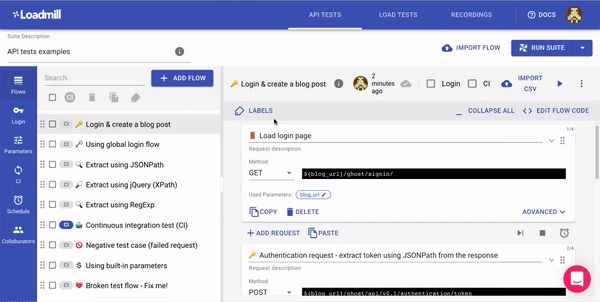 Loadmill
API TESTS
LOAD TESTS
RECORDINGS
DOCS
Suite Description
API tests examples
IMPORT FLOW
RUN SUITE
Flows
Login
Parameters
CI
Schedule
Collaborators
Search
ADD FLOW
CI
CI Login & create a blog post
CI Using global login flow
CI Extract using JSONPath
CI Extract using jQuery (XPath)
CI Extract using RegExp
CI Continuous integration test (CI)
CI Negative test case (failed request)
CI Using built-in parameters
CI Broken test flow - Fix me!
Login & create a blog post
2 minutes ago
Login
CI
IMPORT CSV
LABELS
COLLAPSE ALL
EDIT FLOW CODE
1/4
Load login page
Request description
Method
GET
${blog_url}/ghost/signin/
Used Parameters:
blog_url
COPY
DELETE
ADVANCED
ADD REQUEST
PASTE
2/4
Authentication request - extract token using JSONPath from the response
Request description
Method
POST
${blog_url}/ghost/api/v0.1/authentication/token